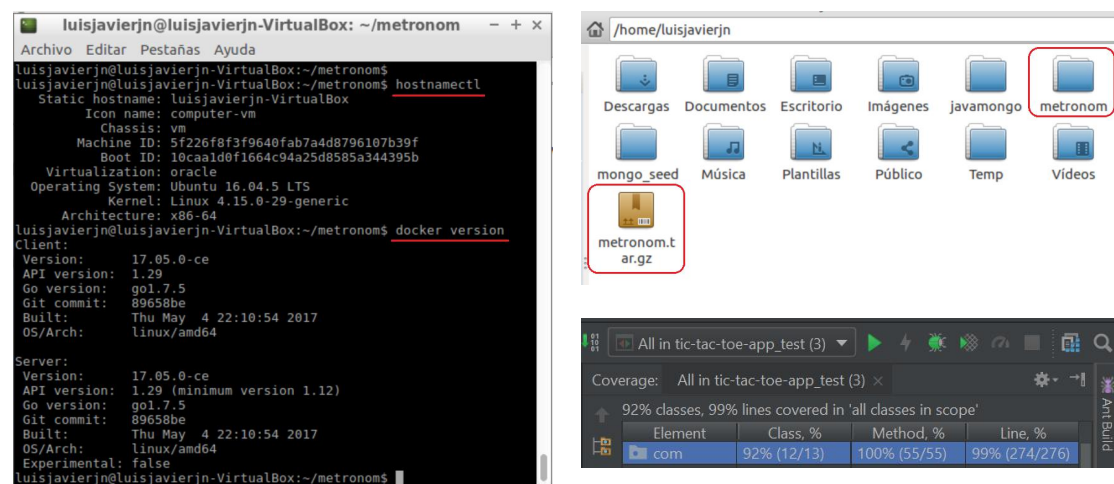 luisjavierjn@luisjavierjn-VirtualBox: ~/metronom
Archivo Editar Pestañas Ayuda
luisjavierjn@luisjavierjn-VirtualBox:~/metronom$
luisjavierjn@luisjavierjn-VirtualBox:~/metronom$ hostnamectl
Static hostname: luisjavierjn-VirtualBox
Icon name: computer-vm
Chassis: vm
Machine ID: 5f226f8f3f9640fab7a4d8796107b39f
Boot ID: 10caa1d0f1664c94a25d8585a344395b
Virtualization: oracle
Operating System: Ubuntu 16.04.5 LTS
Kernel: Linux 4.15.0-29-generic
Architecture: x86-64
luisjavierjn@luisjavierjn-VirtualBox:~/metronom$ docker version
Client:
Version: 17.05.0-ce
API version: 1.29
Go version: go1.7.5
Git commit: 89658be
Built: Thu May 4 22:10:54 2017
OS/Arch: linux/amd64
Server:
Version: 17.05.0-ce
API version: 1.29 (minimum version 1.12)
Go version: go1.7.5
Git commit: 89658be
Built: Thu May 4 22:10:54 2017
OS/Arch: linux/amd64
Experimental: false
luisjavierjn@luisjavierjn-VirtualBox:~/metronom$
/home/luisjavierjn
Descargas Documentos Escritorio Imágenes javamongo metronom
mongo_seed Música Plantillas Público Temp Vídeos
metronom.t
ar.gz
All in tic-tac-toe-app_test (3)
Coverage: All in tic-tac-toe-app_test (3)
92% classes, 99% lines covered in 'all classes in scope'
Element Class, % Method, % Line, %
com 92% (12/13) 100% (55/55) 99% (274/276)
Ant Build